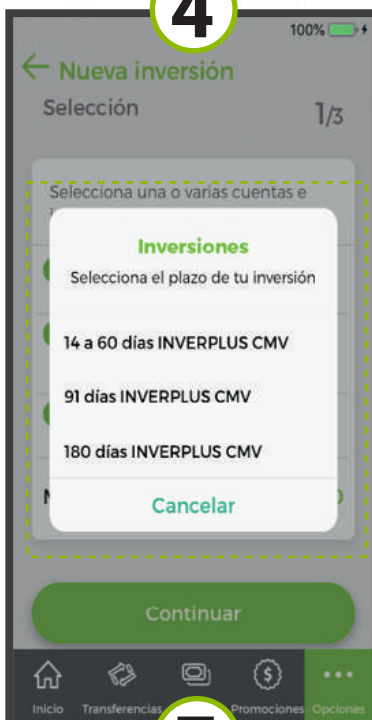 4
100%
Nueva inversión
Selección
1/3
Selecciona una o varias cuentas e
Inversiones
Selecciona el plazo de tu inversión
14 a 60 días INVERPLUS CMV
91 días INVERPLUS CMV
180 días INVERPLUS CMV
Cancelar
Continuar
Inicio Transferencias Promociones Opciones